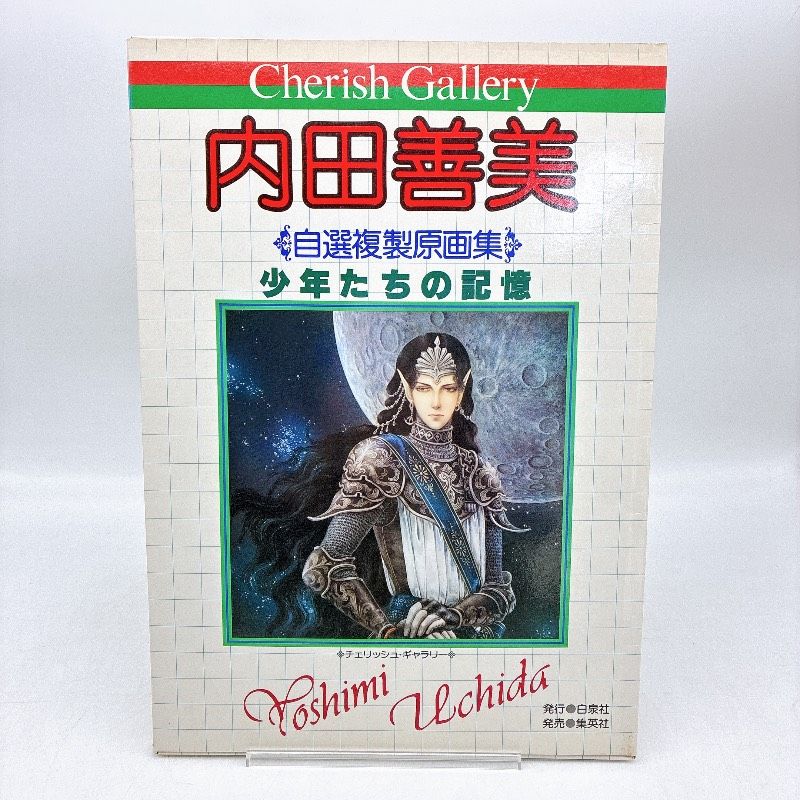 Cherish Gallery
内田善美
自選複製原画集
少年たちの記憶
❖チェリッシュ・ギャラリー❖
Yoshimi Uchida
発行●白泉社
発売●集英社